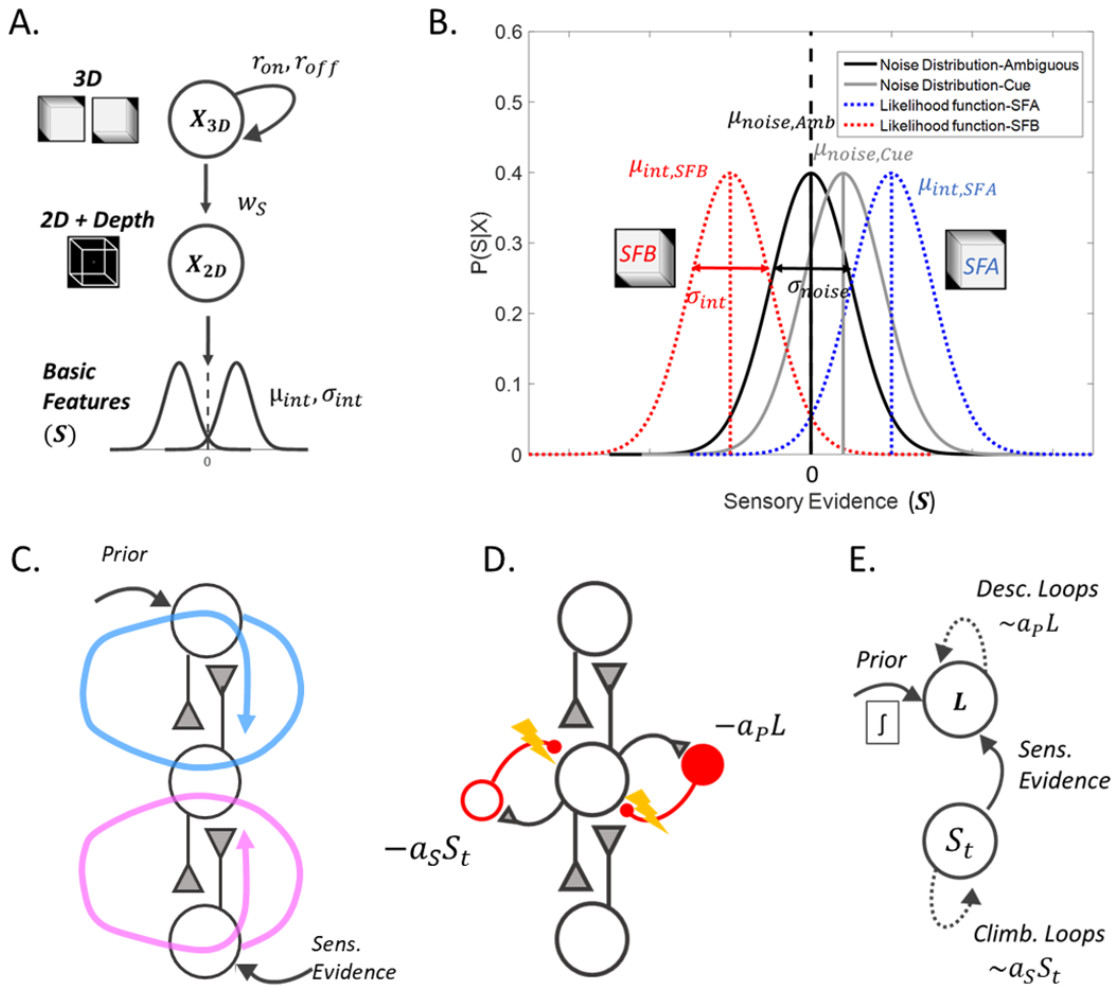 A.
3D
r_on, r_off
X_3D
w_S
2D + Depth
X_2D
Basic
Features
(S)
μ_int, σ_int
0
B.
0.6
0.5
0.4
0.3
0.2
0.1
0
P(S|X)
Noise Distribution-Ambiguous
Noise Distribution-Cue
Likelihood function-SFA
Likelihood function-SFB
μ_noise,Amb
μ_noise,Cue
μ_int,SFB
μ_int,SFA
SFB
SFA
σ_int
σ_noise
0
Sensory Evidence (S)
C.
Prior
Sens.
Evidence
D.
−a_P L
−a_S S_t
E.
Desc. Loops
~a_P L
Prior
∫
L
Sens.
Evidence
S_t
Climb. Loops
~a_S S_t